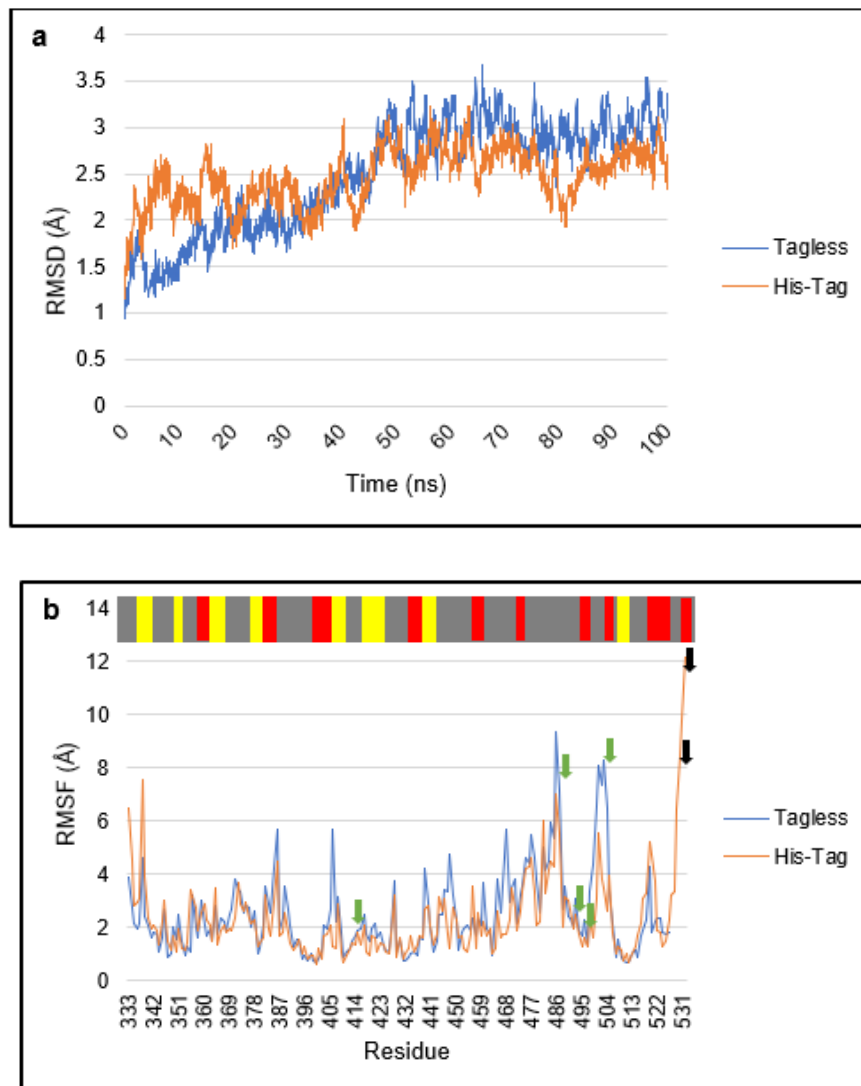 a
4
3.5
3
2.5
2
1.5
1
0.5
0
RMSD (Å)
0 10 20 30 40 50 60 70 80 90 100
Time (ns)
Tagless
His-Tag
b
14
12
10
8
6
4
2
0
RMSF (Å)
333 342 351 360 369 378 387 396 405 414 423 432 441 450 459 468 477 486 495 504 513 522 531
Residue
Tagless
His-Tag